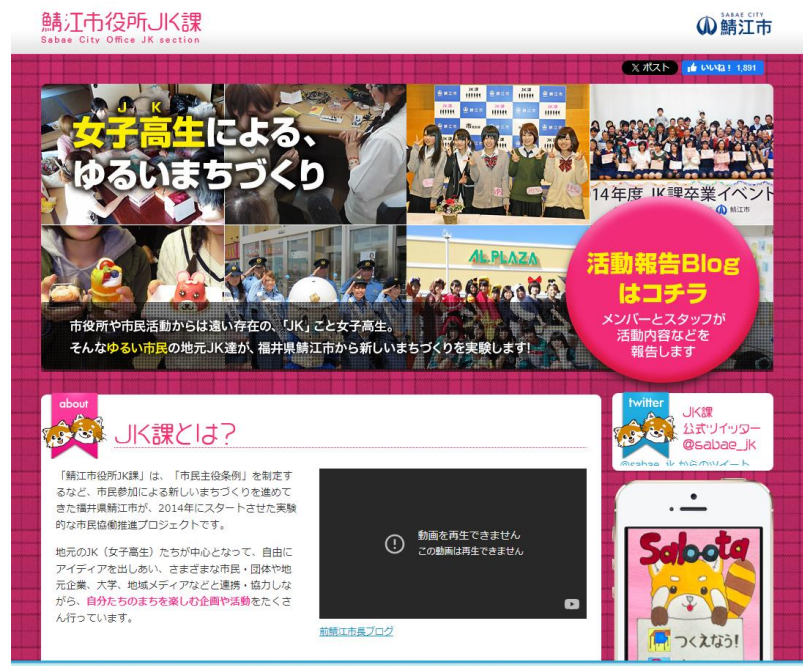 鯖江市役所JK課
Sabae City Office JK section
SABAE CITY
鯖江市
ポスト
いいね！ 1,891
JK
女子高生による、
ゆるいまちづくり
14年度 JK課卒業イベント
鯖江市
AL.PLAZA
市役所や市民活動からは遠い存在の、「JK」こと女子高生。
そんなゆるい市民の地元JK達が、福井県鯖江市から新しいまちづくりを実験します!
活動報告Blog
はコチラ
メンバーとスタッフが
活動内容などを
報告します
about
JK課とは?
「鯖江市役所JK課」は、「市民主役条例」を制定す
るなど、市民参加による新しいまちづくりを進めて
きた福井県鯖江市が、2014年にスタートさせた実験
的な市民協働推進プロジェクトです。
地元のJK（女子高生）たちが中心となって、自由に
アイディアを出しあい、さまざまな市民・団体や地
元企業、大学、地域メディアなどと連携・協力しな
がら、自分たちのまちを楽しむ企画や活動をたくさ
ん行っています。
動画を再生できません
この動画は再生できません
前鯖江市長ブログ
twitter
JK課
公式ツイッター
@sabae_jk
@sabae_jk からのツイート
Sabota
つくえなう!